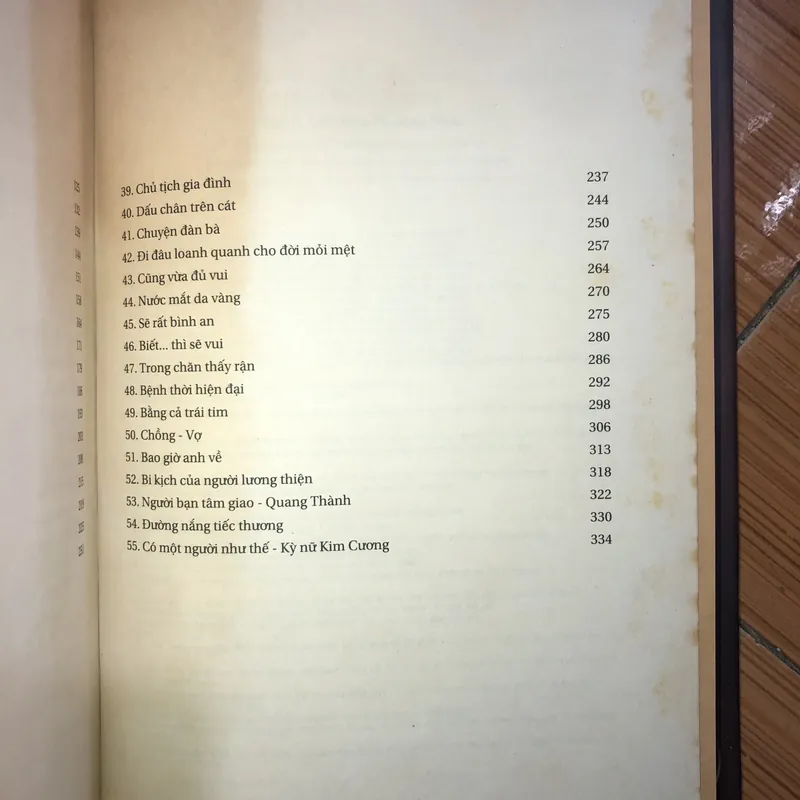 39. Chủ tịch gia đình 237
40. Dấu chân trên cát 244
41. Chuyện đàn bà 250
42. Đi đâu loanh quanh cho đời mỏi mệt 257
43. Cũng vừa đủ vui 264
44. Nước mắt da vàng 270
45. Sẽ rất bình an 275
46. Biết... thì sẽ vui 280
47. Trong chăn thấy rận 286
48. Bệnh thời hiện đại 292
49. Bằng cả trái tim 298
50. Chồng - Vợ 306
51. Bao giờ anh về 313
52. Bi kịch của người lương thiện 318
53. Người bạn tâm giao - Quang Thành 322
54. Đường nắng tiếc thương 330
55. Có một người như thế - Kỳ nữ Kim Cương 334